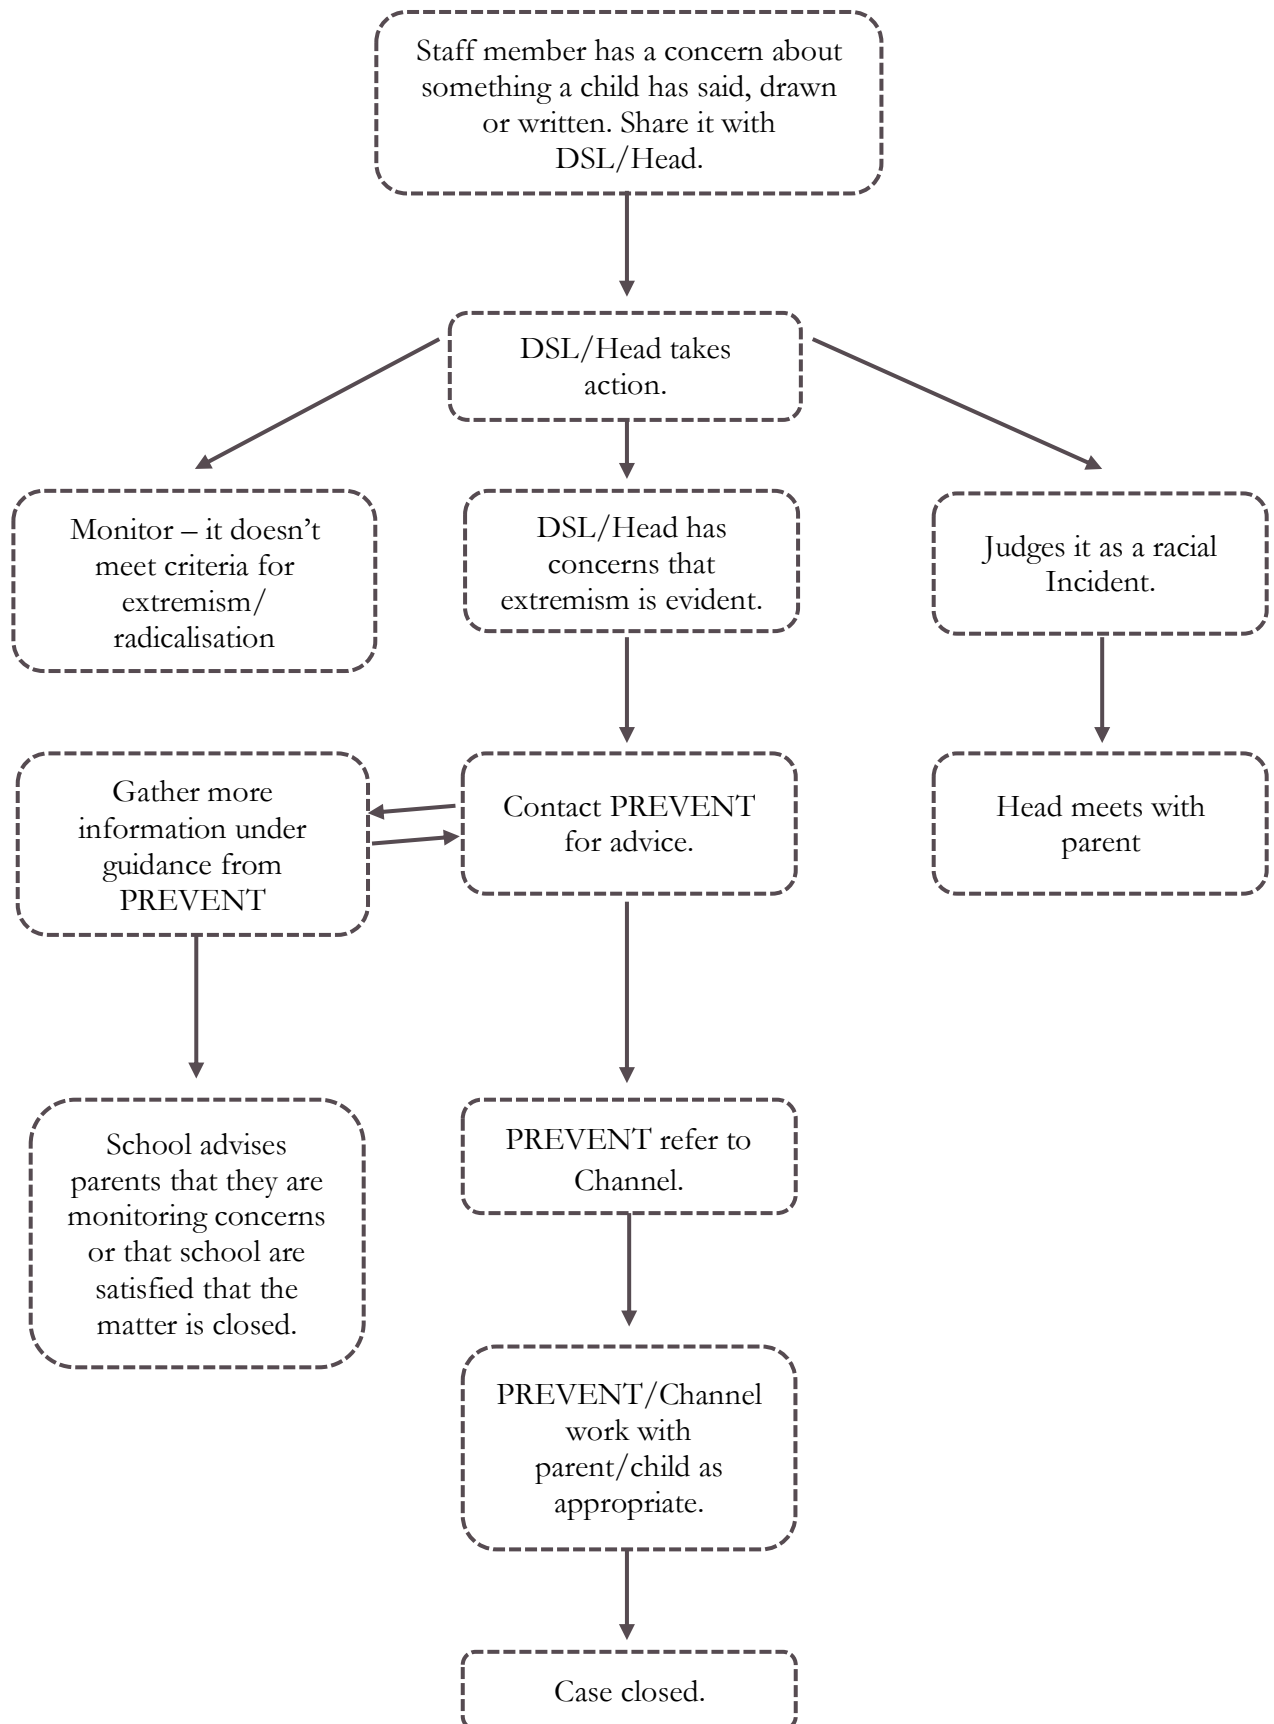 Staff member has a concern about
something a child has said, drawn
or written. Share it with
DSL/Head.
DSL/Head takes
action.
Monitor – it doesn’t
meet criteria for
extremism/
radicalisation
DSL/Head has
concerns that
extremism is evident.
Judges it as a racial
Incident.
Gather more
information under
guidance from
PREVENT
Contact PREVENT
for advice.
Head meets with
parent
School advises
parents that they are
monitoring concerns
or that school are
satisfied that the
matter is closed.
PREVENT refer to
Channel.
PREVENT/Channel
work with
parent/child as
appropriate.
Case closed.